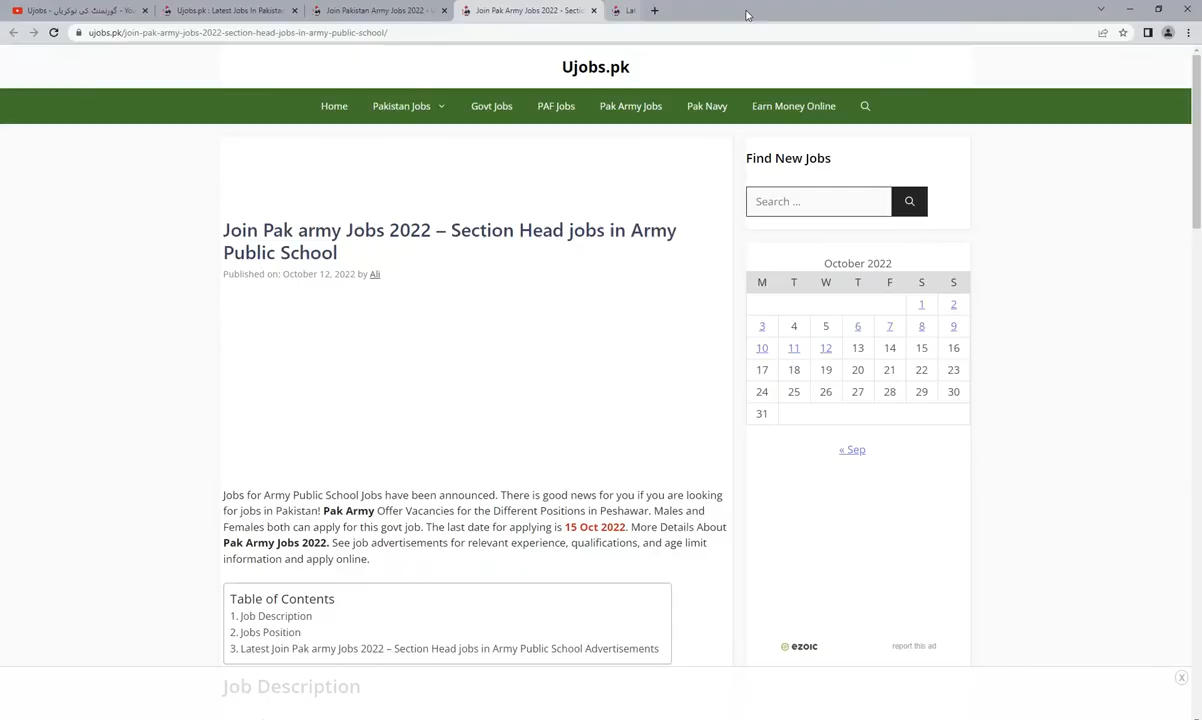 Ujobs - گورنمنٹ کی نوکریاں - You
Ujobs.pk : Latest Jobs In Pakistan
Join Pakistan Army Jobs 2022 - U
Join Pak Army Jobs 2022 - Sectio
ujobs.pk/join-pak-army-jobs-2022-section-head-jobs-in-army-public-school/
Ujobs.pk
Home Pakistan Jobs Govt Jobs PAF Jobs Pak Army Jobs Pak Navy Earn Money Online
Join Pak army Jobs 2022 – Section Head jobs in Army
Public School
Published on: October 12, 2022 by Ali
Jobs for Army Public School Jobs have been announced. There is good news for you if you are looking
for jobs in Pakistan! Pak Army Offer Vacancies for the Different Positions in Peshawar. Males and
Females both can apply for this govt job. The last date for applying is 15 Oct 2022. More Details About
Pak Army Jobs 2022. See job advertisements for relevant experience, qualifications, and age limit
information and apply online.
Table of Contents
1. Job Description
2. Jobs Position
3. Latest Join Pak army Jobs 2022 – Section Head jobs in Army Public School Advertisements
Job Description
Find New Jobs
Search ...
October 2022
M T W T F S S
1 2
3 4 5 6 7 8 9
10 11 12 13 14 15 16
17 18 19 20 21 22 23
24 25 26 27 28 29 30
31
« Sep
ezoic
report this ad
X